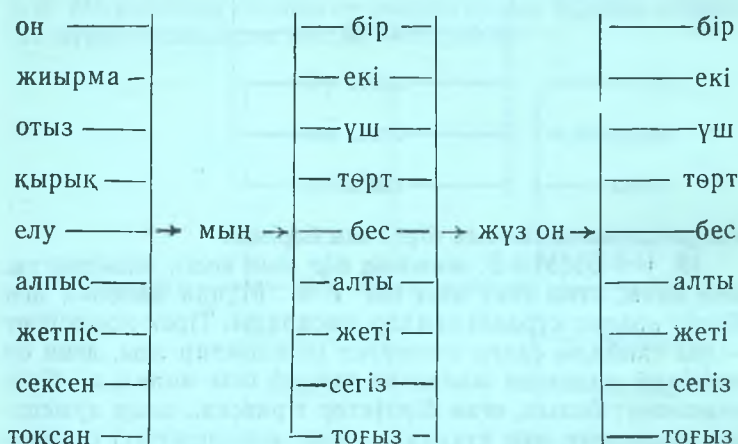 он бір бір
жиырма екі екі
отыз үш үш
қырық төрт төрт
елу мың бес жүз он бес
алпыс алты алты
жетпіс жеті жеті
сексен сегіз сегіз
тоқсан тоғыз тоғыз